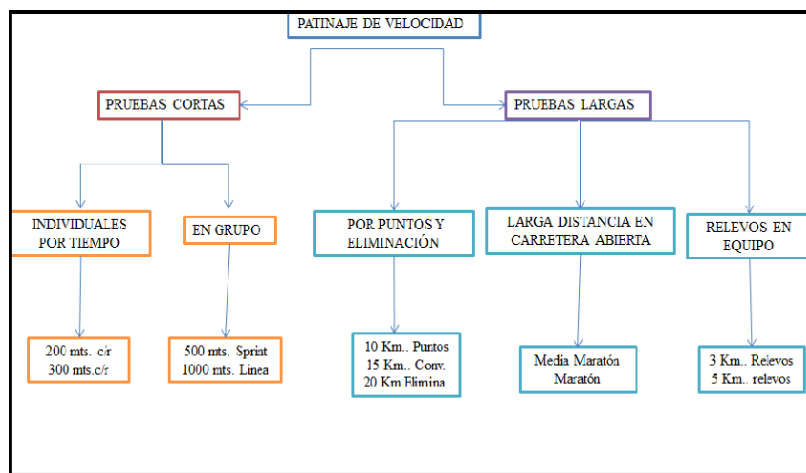 PATINAJE DE VELOCIDAD
PRUEBAS CORTAS
PRUEBAS LARGAS
INDIVIDUALES
POR TIEMPO
EN GRUPO
POR PUNTOS Y
ELIMINACIÓN
LARGA DISTANCIA EN
CARRETERA ABIERTA
RELEVOS EN
EQUIPO
200 mts. c/r
300 mts.c/r
500 mts. Sprint
1000 mts. Linea
10 Km.. Puntos
15 Km.. Conv.
20 Km Elimina
Media Maratón
Maratón
3 Km.. Relevos
5 Km.. relevos